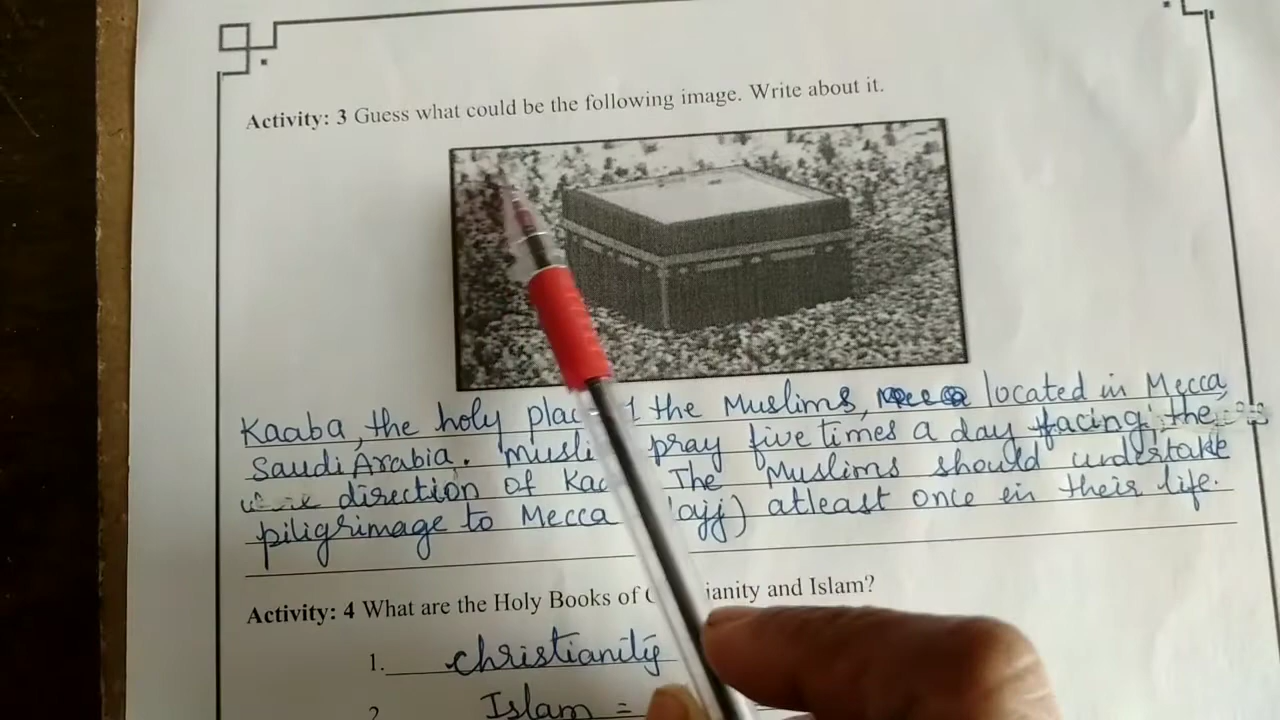 Activity: 3 Guess what could be the following image. Write about it.
Kaaba, the holy plac the Muslims, located in Mecca,
Saudi Arabia. musli pray five times a day facing the
direction of Kaa The Muslims should undertake
piligrimage to Mecca ajj) atleast once in their life.
Activity: 4 What are the Holy Books of C ianity and Islam?
1. christianity
2 Islam =